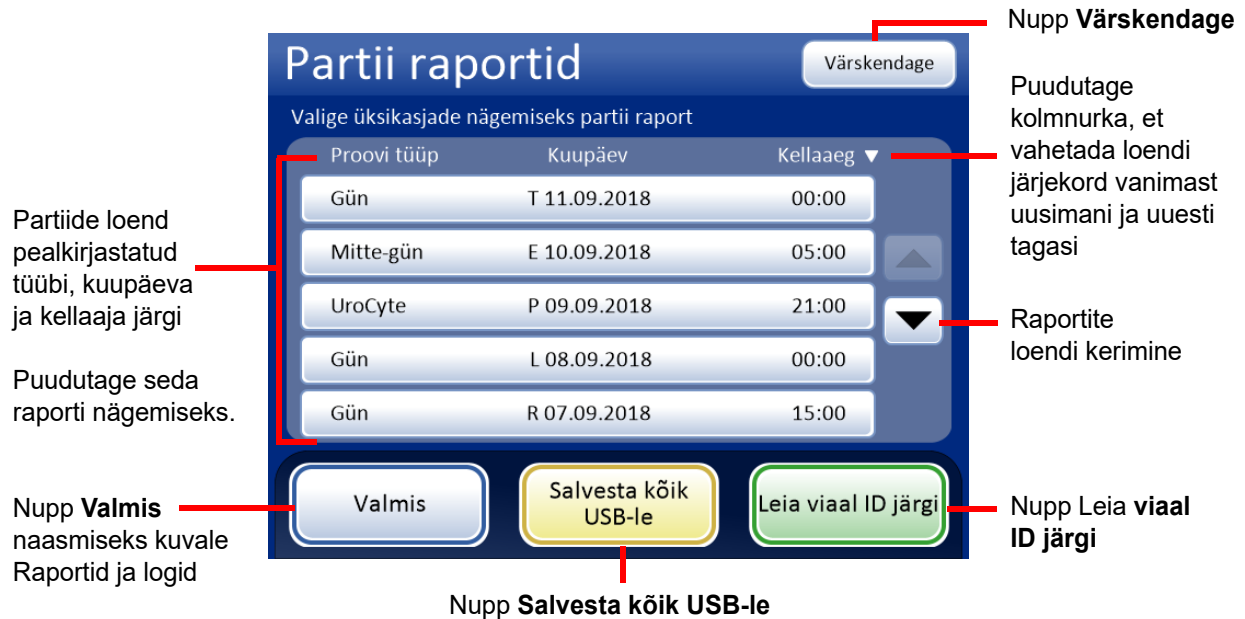 Nupp Värskendage
Partii raportid
Värskendage
Valige üksikasjade nägemiseks partii raport
Puudutage
kolmnurka, et
vahetada loendi
järjekord vanimast
uusimani ja uuesti
tagasi
Proovi tüüp Kuupäev Kellaaeg
Gün T 11.09.2018 00:00
Mitte-gün E 10.09.2018 05:00
UroCyte P 09.09.2018 21:00
Gün L 08.09.2018 00:00
Gün R 07.09.2018 15:00
Partiide loend
pealkirjastatud
tüübi, kuupäeva
ja kellaaja järgi
Puudutage seda
raporti nägemiseks.
Raportite
loendi kerimine
Valmis
Salvesta kõik
USB-le
Leia viaal ID järgi
Nupp Valmis
naasmiseks kuvale
Raportid ja logid
Nupp Leia viaal
ID järgi
Nupp Salvesta kõik USB-le